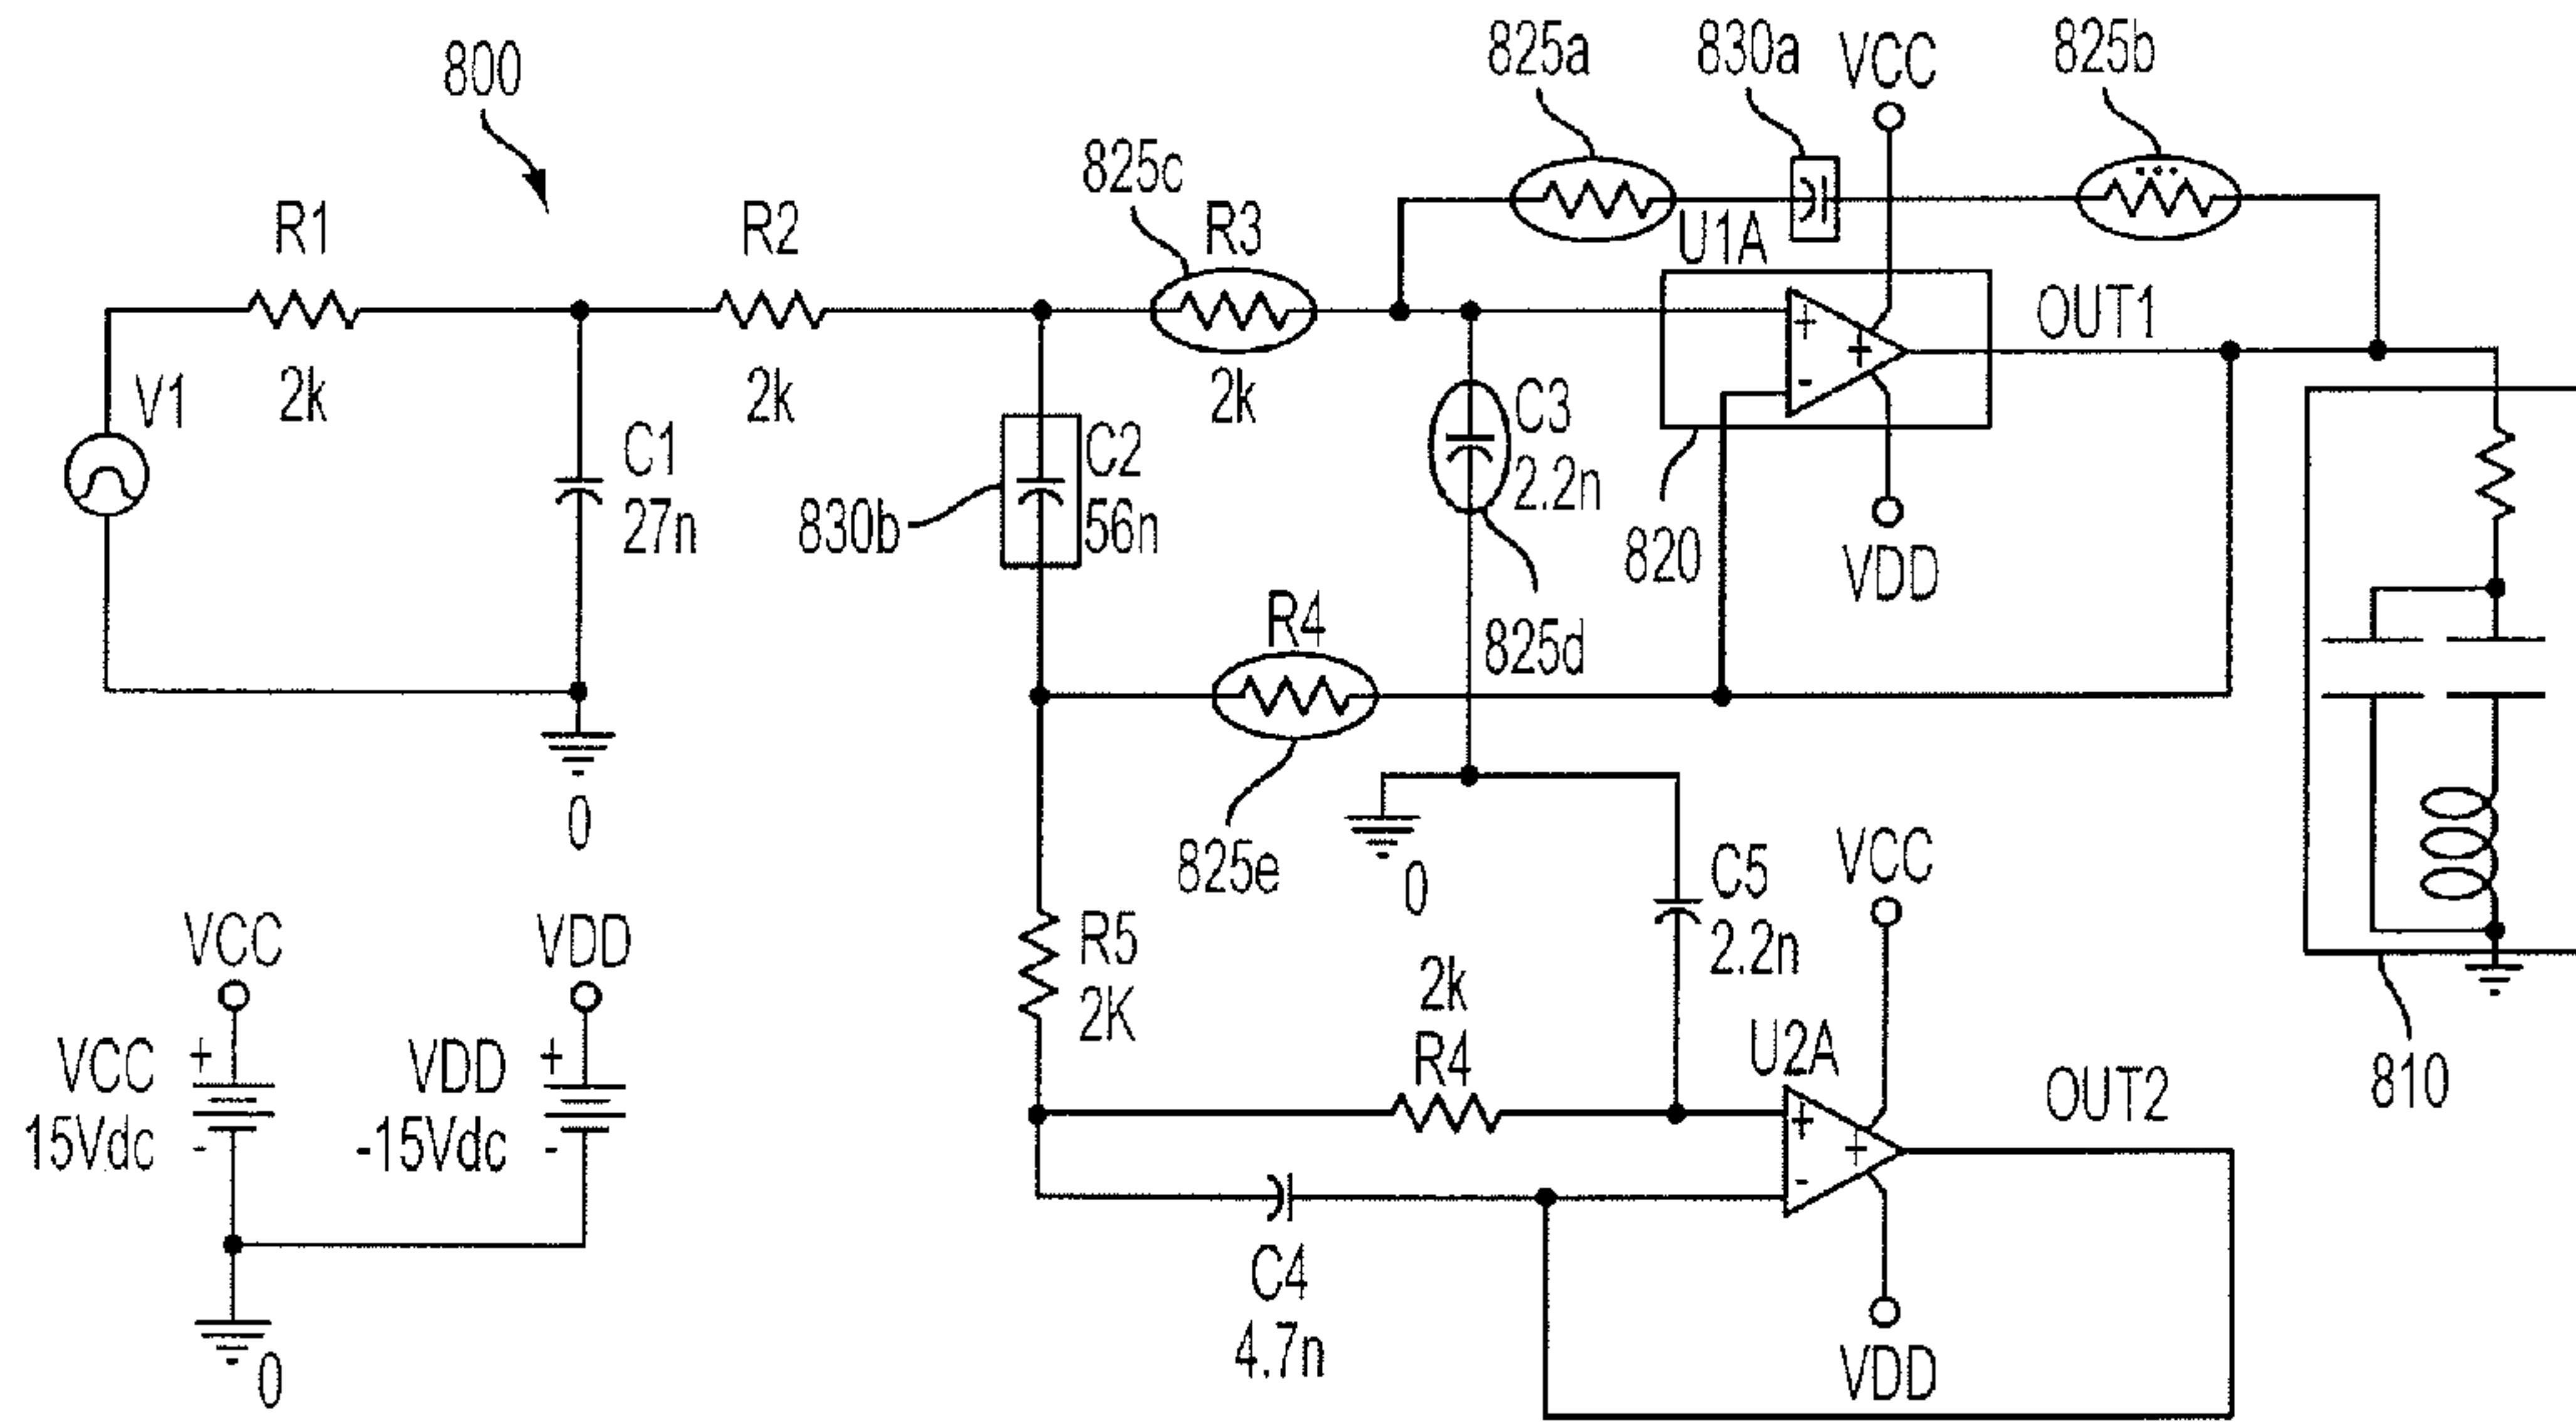 800
825a
830a
VCC
825b
825c
R1
R2
R3
U1A
OUT1
2k
2k
2k
V1
C1
27n
C2
56n
C3
2.2n
+
-
+
830b
820
VDD
R4
825d
0
825e
0
C5
2.2n
VCC
R5
2K
2k
R4
U2A
OUT2
810
VCC
VDD
VCC
15Vdc
+
-
VDD
-15Vdc
+
-
+
-
+
C4
4.7n
VDD
0